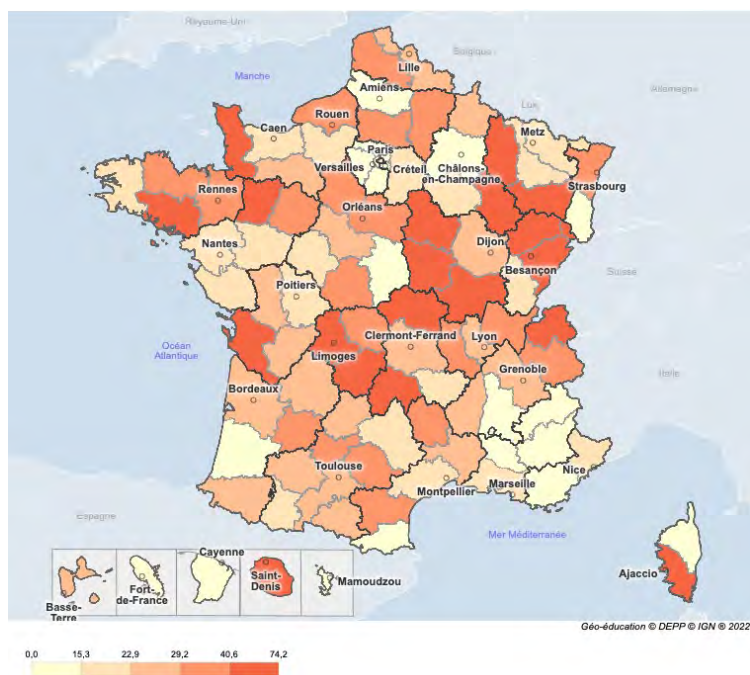 Royaume-Uni
Belgique
Lille
Manche
Allemagne
Amiens
Lux.
Rouen
Caen
Metz
Paris
Versailles
Créteil
Châlons-
en-Champagne
Strasbourg
Rennes
Orléans
Nantes
Dijon
Besançon
Suisse
Poitiers
Océan
Atlantique
Clermont-Ferrand
Lyon
Limoges
Italie
Grenoble
Bordeaux
Toulouse
Nice
Montpellier
Marseille
Espagne
Mer Méditerranée
Cayenne
Saint-
Denis
Mamoudzou
Fort-
de-France
Basse-
Terre
Ajaccio
Géo-éducation © DEPP © IGN ® 2022
0,0 15,3 22,9 29,2 40,6 74,2